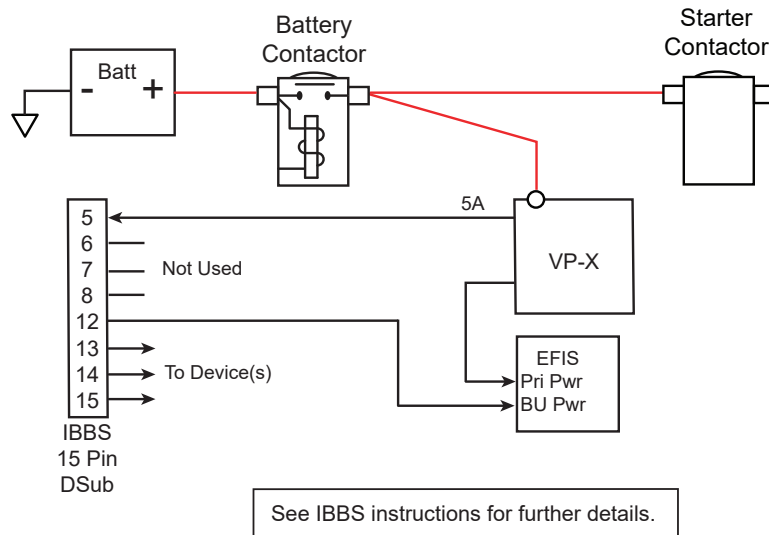 Battery
Contactor
Starter
Contactor
Batt
- +
5 5A
6
7 Not Used
8
12
13
14 To Device(s)
15
VP-X
EFIS
Pri Pwr
BU Pwr
IBBS
15 Pin
DSub
See IBBS instructions for further details.